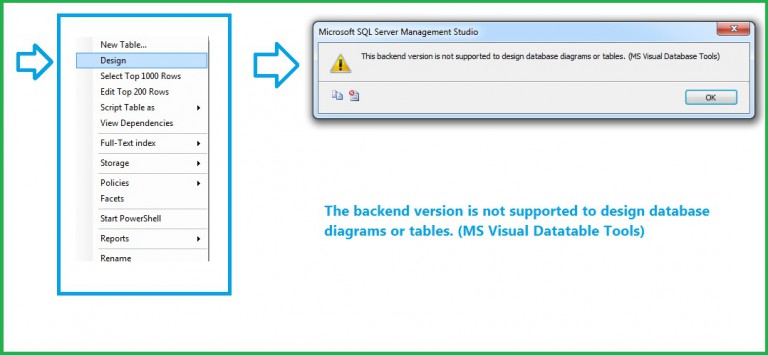 New Table...
Design
Select Top 1000 Rows
Edit Top 200 Rows
Script Table as
View Dependencies
Full-Text index
Storage
Policies
Facets
Start PowerShell
Reports
Rename
Microsoft SQL Server Management Studio
This backend version is not supported to design database diagrams or tables. (MS Visual Database Tools)
OK
The backend version is not supported to design database
diagrams or tables. (MS Visual Datatable Tools)